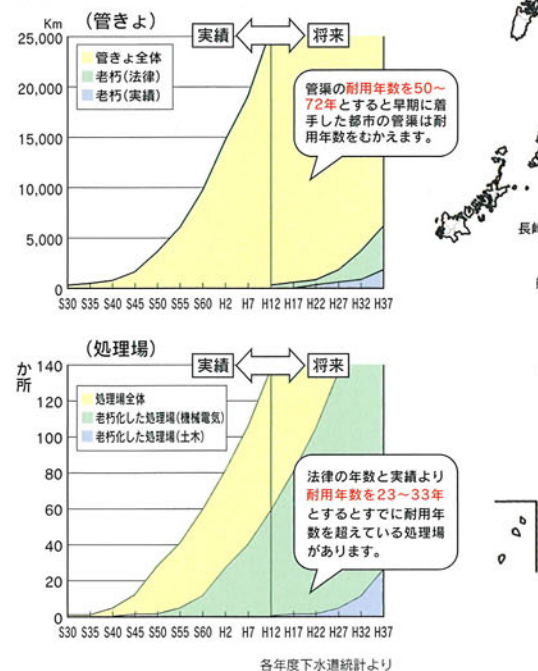 (管きょ)
Km
実績
将来
25,000
20,000
15,000
10,000
5,000
0
管きょ全体
老朽(法律)
老朽(実績)
管渠の耐用年数を50~
72年とすると早期に着
手した都市の管渠は耐
用年数をむかえます。
S30 S35 S40 S45 S50 S55 S60 H2 H7 H12 H17 H22 H27 H32 H37
(処理場)
か所
実績
将来
140
120
100
80
60
40
20
0
処理場全体
老朽化した処理場(機械電気)
老朽化した処理場(土木)
法律の年数と実績より
耐用年数を23~33年
とするとすでに耐用年
数を超えている処理場
があります。
S30 S35 S40 S45 S50 S55 S60 H2 H7 H12 H17 H22 H27 H32 H37
各年度下水道統計より
長